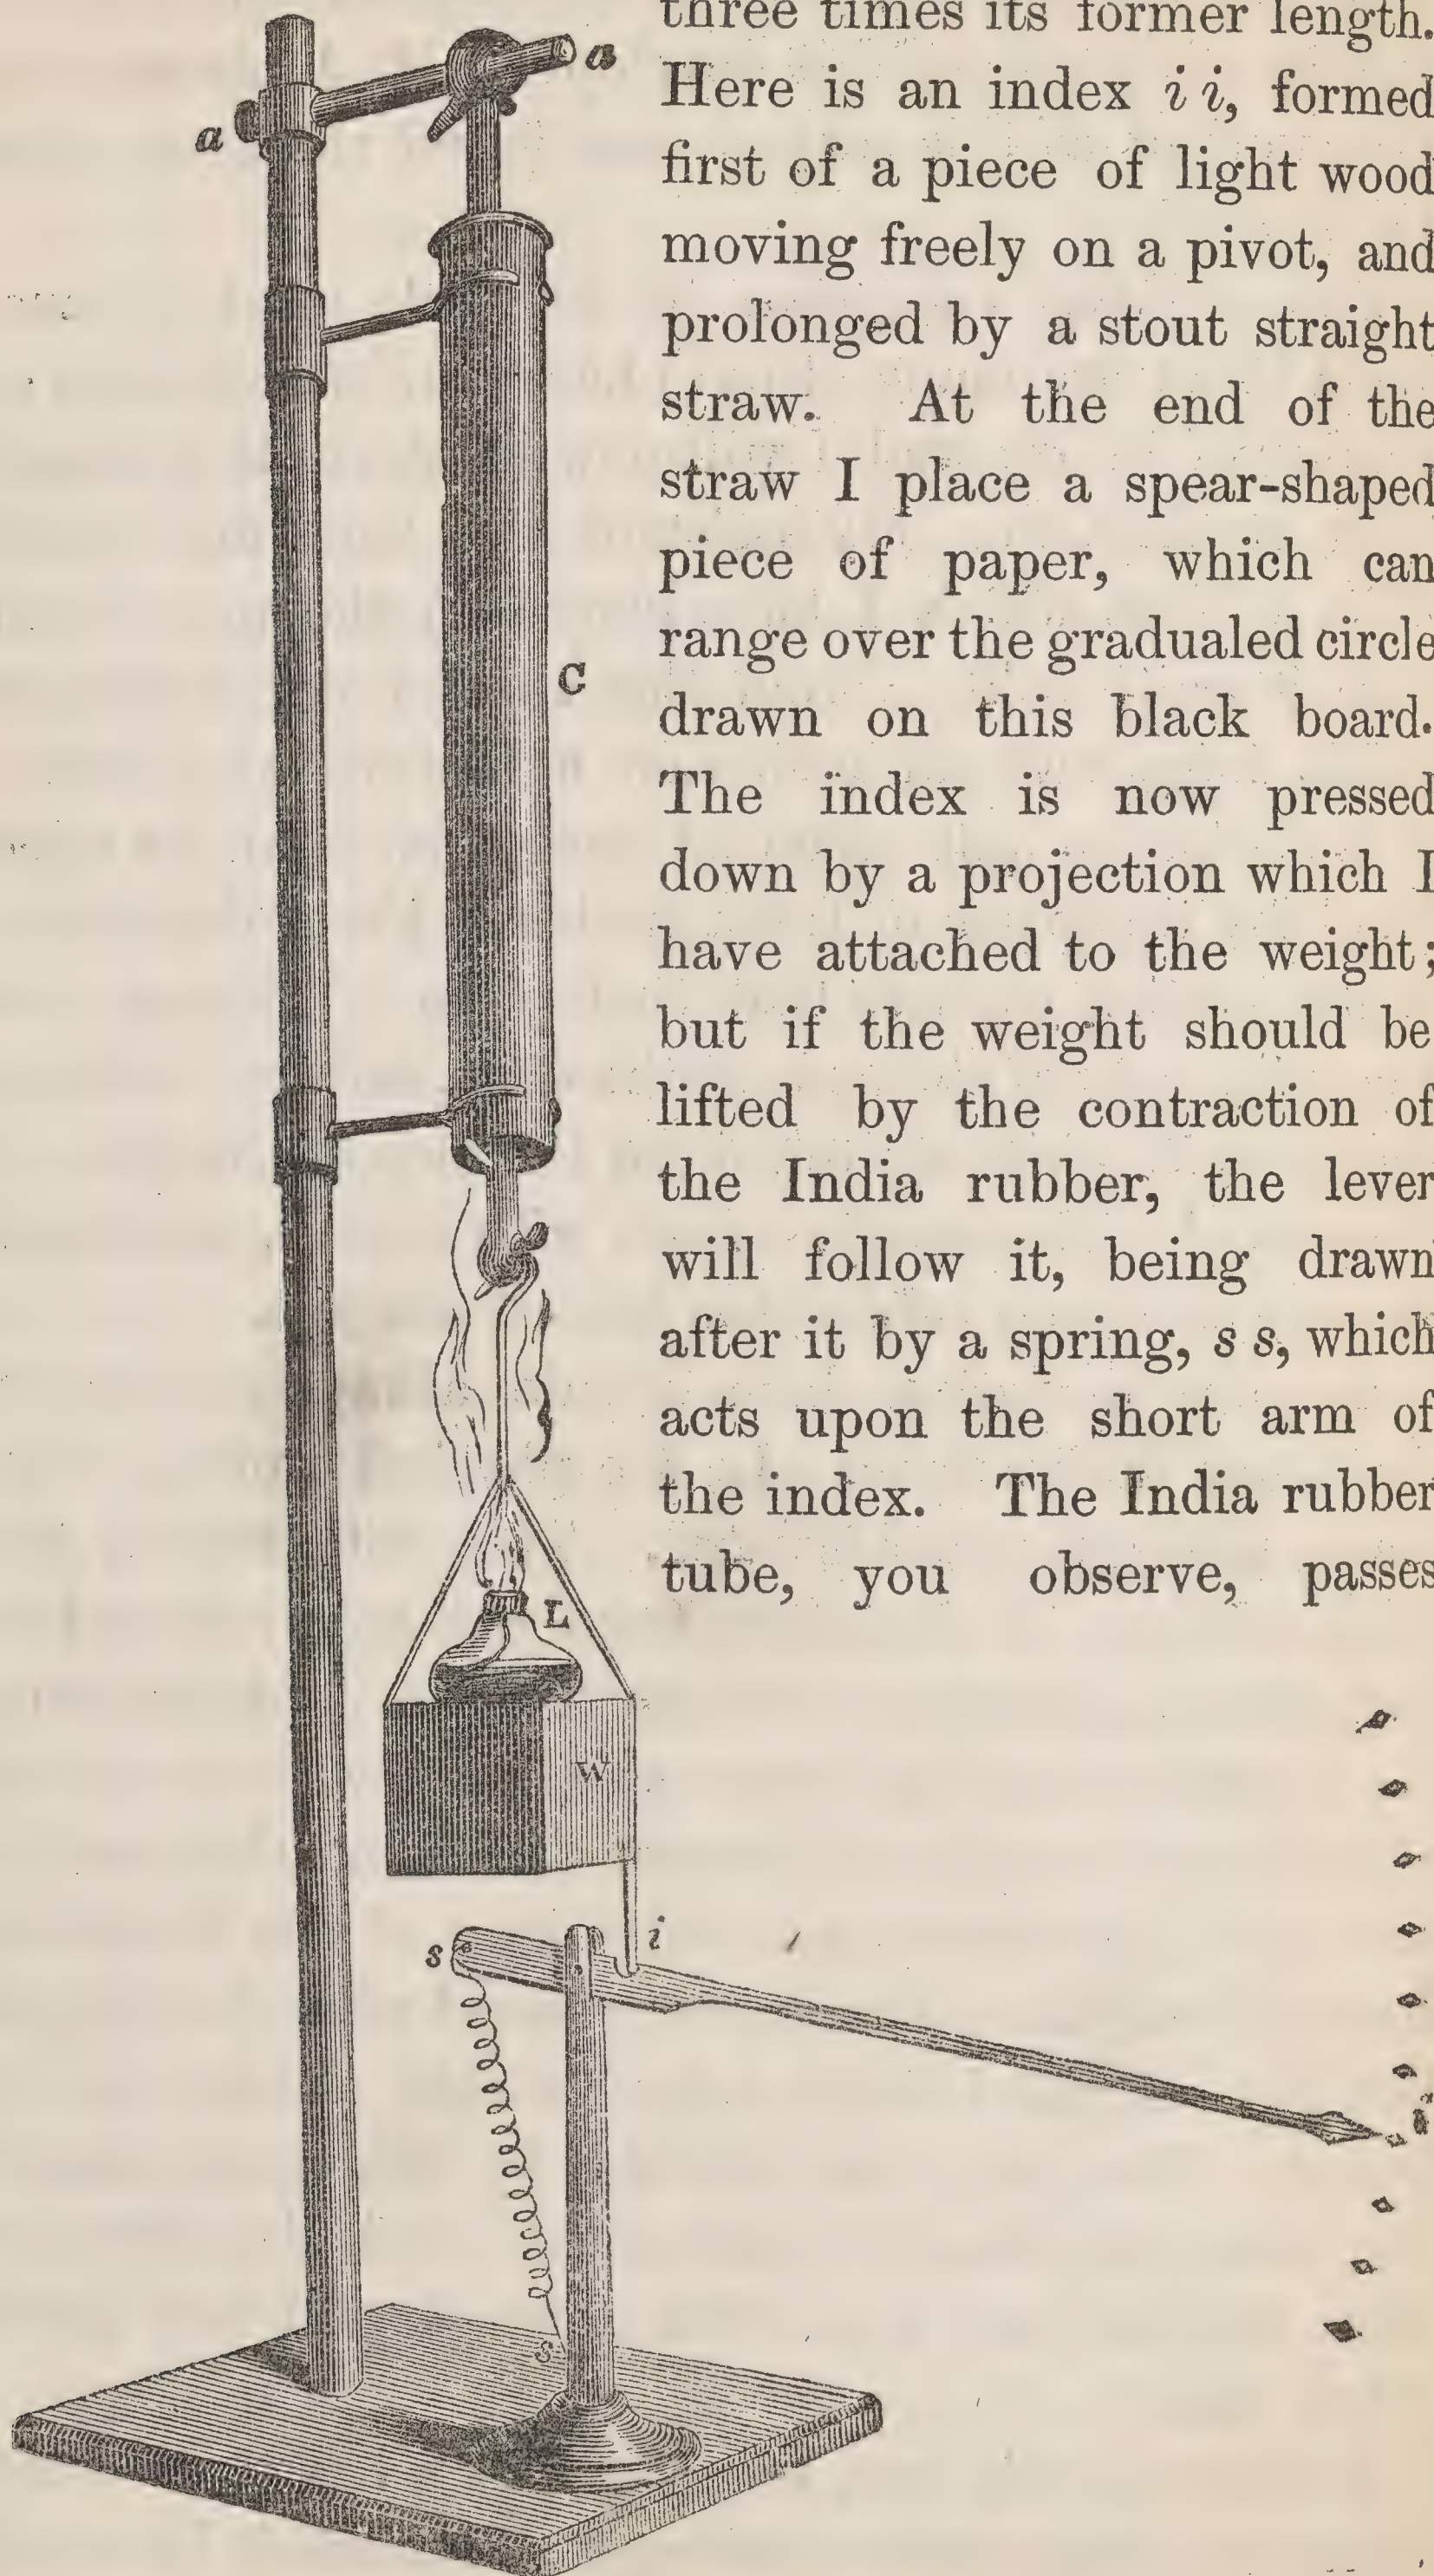 three times its former length.
Here is an index i i, formed
first of a piece of light wood
moving freely on a pivot, and
prolonged by a stout straight
straw. At the end of the
straw I place a spear-shaped
piece of paper, which can
range over the gradualed circle
drawn on this black board.
The index is now pressed
down by a projection which I
have attached to the weight;
but if the weight should be
lifted by the contraction of
the India rubber, the lever
will follow it, being drawn
after it by a spring, s s, which
acts upon the short arm of
the index. The India rubber
tube, you observe, passes
a
a
C
L
W
i
s
i
s